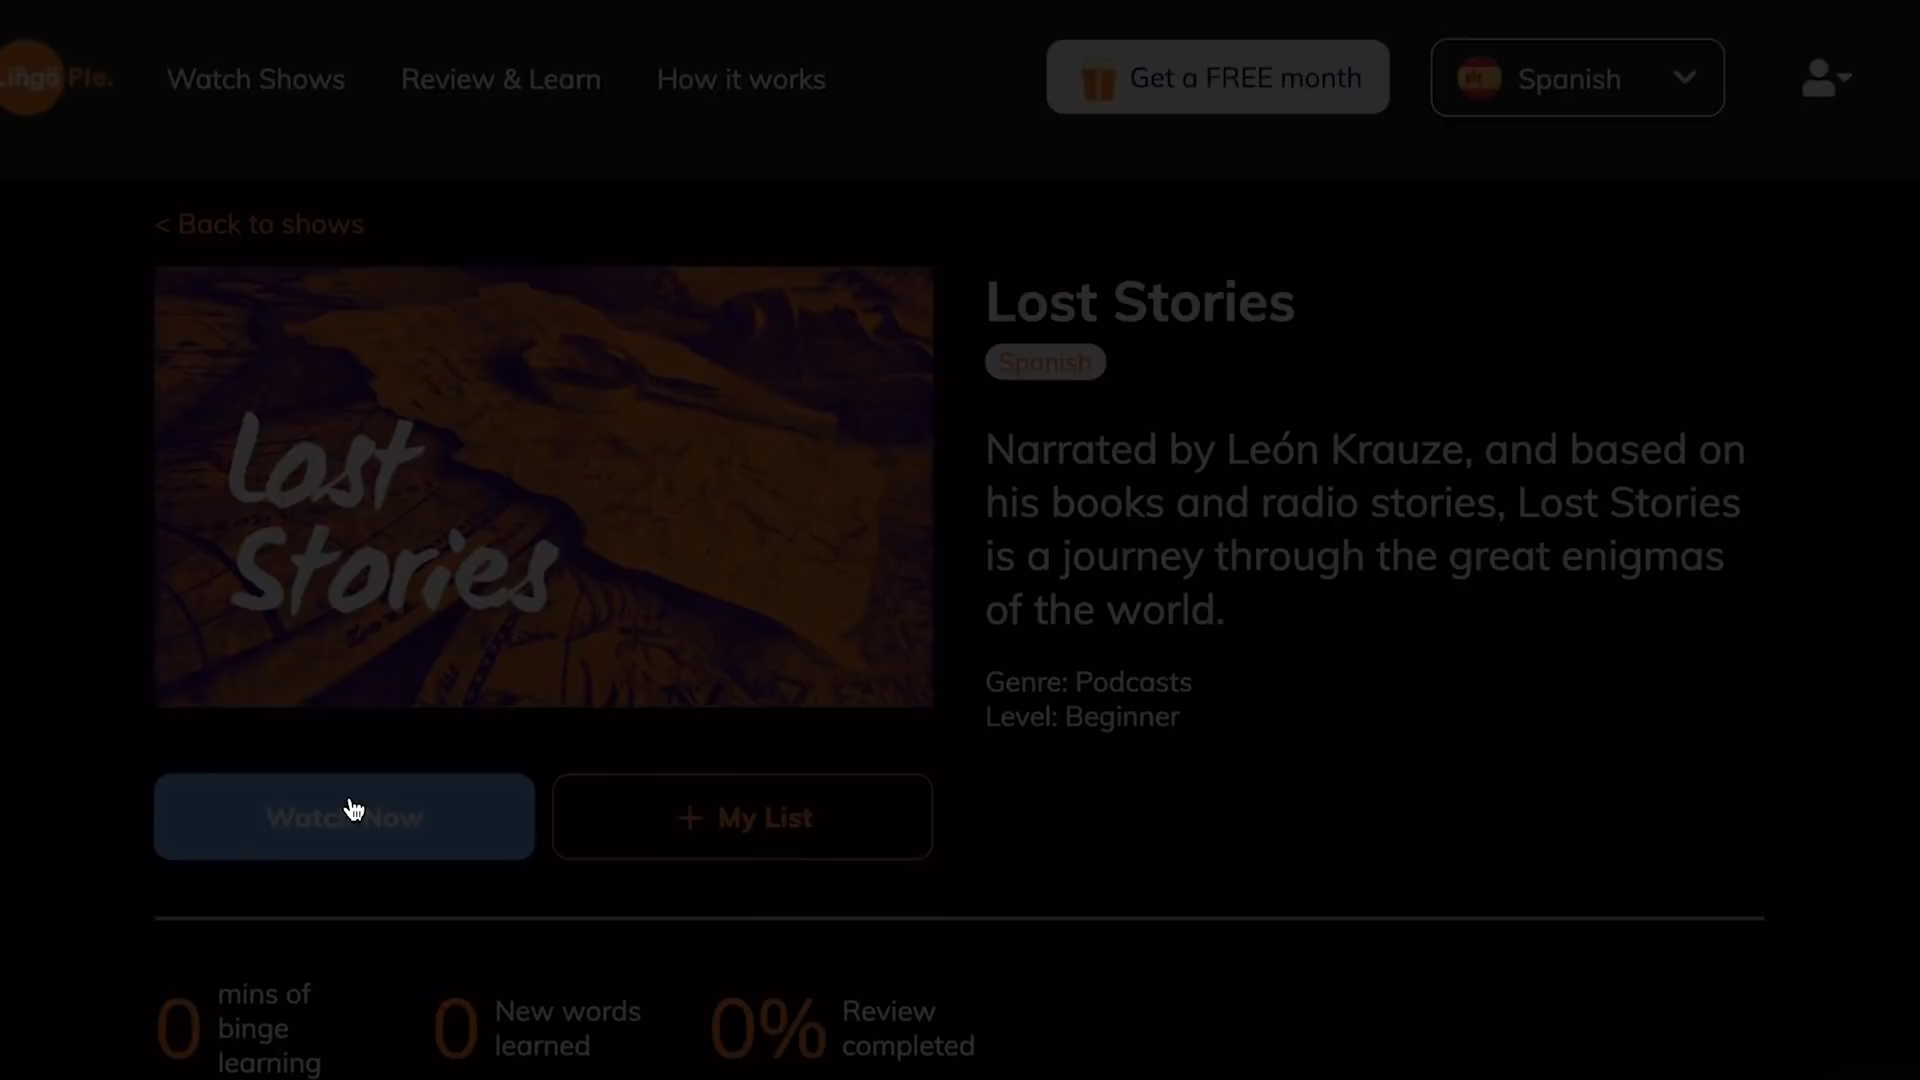 LingoPie.
Watch Shows
Review & Learn
How it works
Get a FREE month
Spanish
< Back to shows
Lost
Stories
Lost Stories
Spanish
Narrated by León Krauze, and based on
his books and radio stories, Lost Stories
is a journey through the great enigmas
of the world.
Genre: Podcasts
Level: Beginner
Watch Now
+ My List
0 mins of
binge
learning
0 New words
learned
0% Review
completed